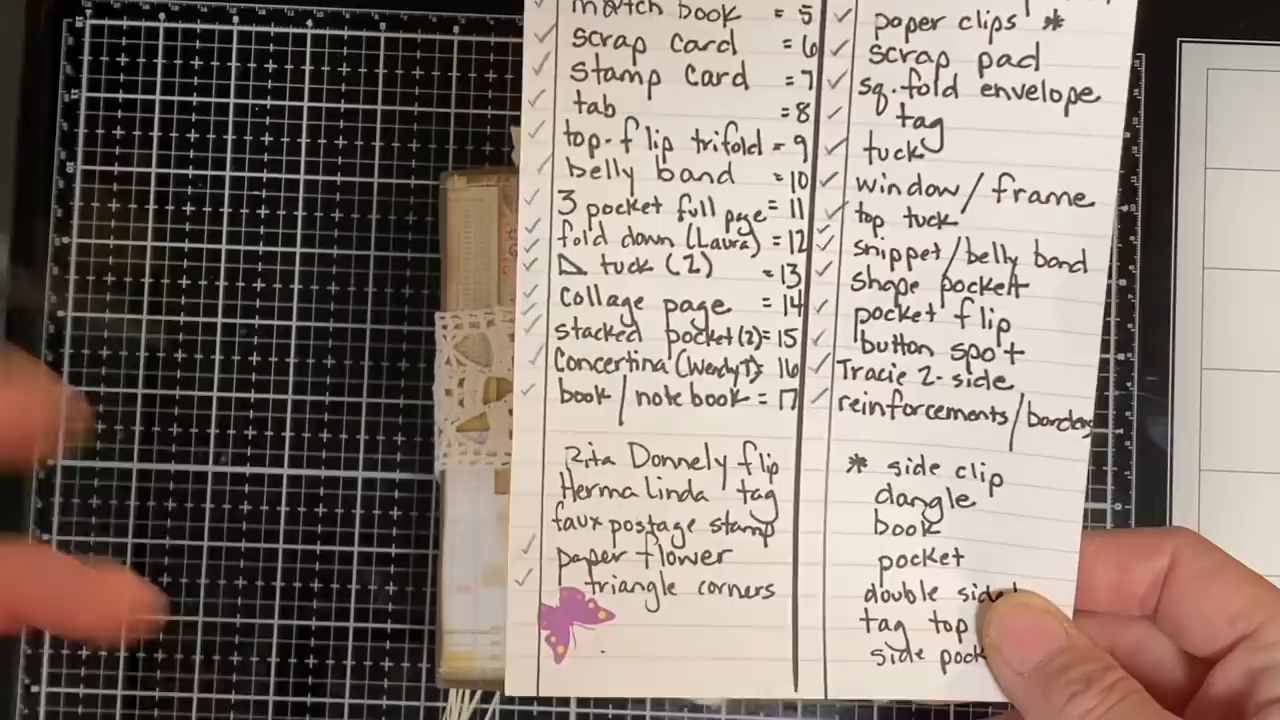 match book = 5
scrap card = 6
stamp card = 7
tab = 8
top-flip trifold = 9
belly band = 10
3 pocket full page = 11
fold down (Laura) = 12
tuck (2) = 13
collage page = 14
stacked pocket (2) = 15
Concertina (Wendy T) = 16
book/notebook = 17
Rita Donnely flip
Herma Linda tag
faux postage stamp
paper flower
triangle corners
paper clips *
scrap pad
sq. fold envelope
tag
tuck
window/frame
top tuck
snippet/belly band
shape pocket
pocket flip
button spot
Tracie 2-side
reinforcements/borders
* side clip
dangle
book
pocket
double side
tag top
side pock